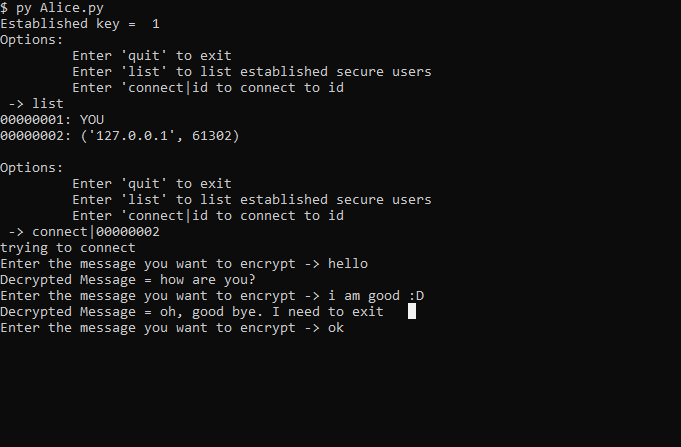 $ py Alice.py
Established key =  1
Options:
         Enter 'quit' to exit
         Enter 'list' to list established secure users
         Enter 'connect|id to connect to id
 -> list
00000001: YOU
00000002: ('127.0.0.1', 61302)

Options:
         Enter 'quit' to exit
         Enter 'list' to list established secure users
         Enter 'connect|id to connect to id
 -> connect|00000002
trying to connect
Enter the message you want to encrypt -> hello
Decrypted Message = how are you?
Enter the message you want to encrypt -> i am good :D
Decrypted Message = oh, good bye. I need to exit
Enter the message you want to encrypt -> ok